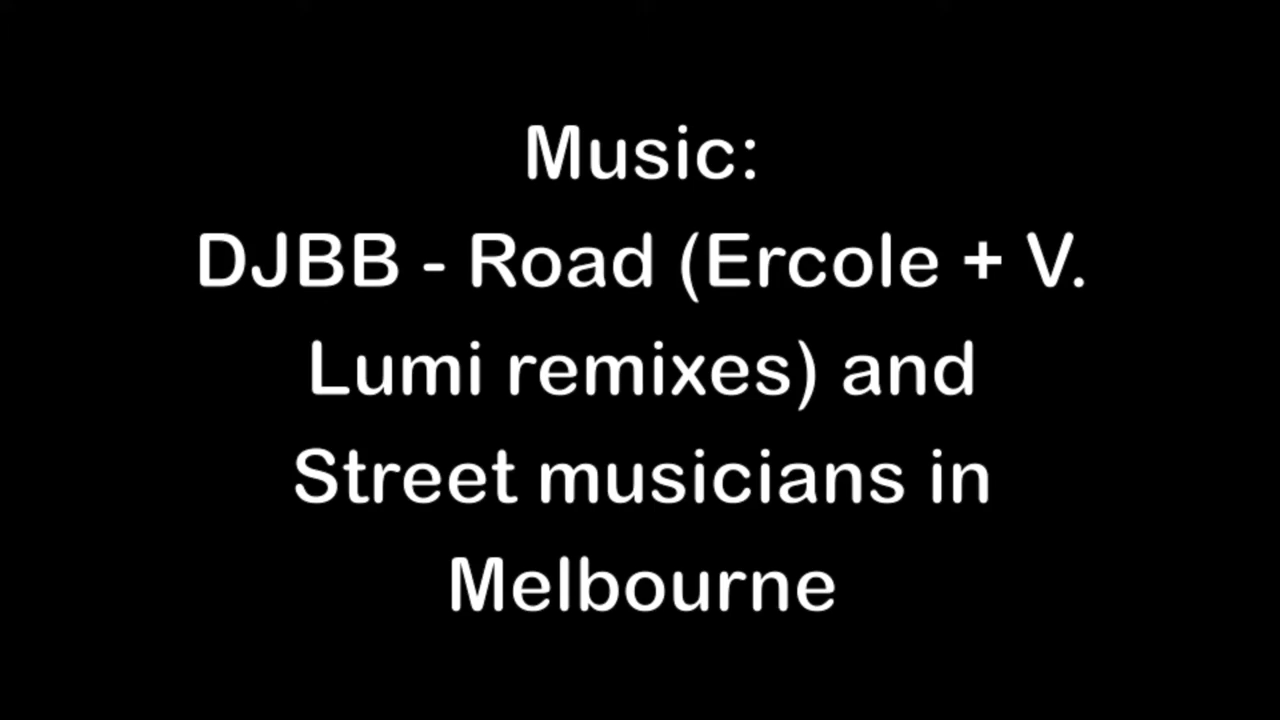 Music:
DJBB - Road (Ercole + V.
Lumi remixes) and
Street musicians in
Melbourne